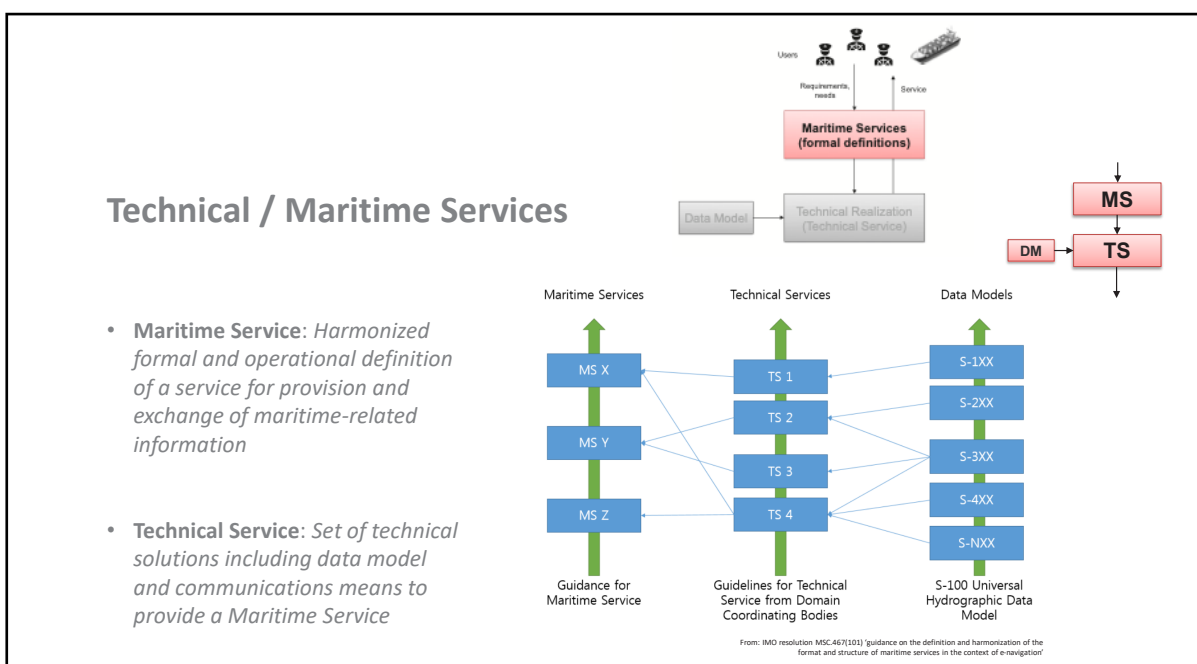 Users
Requirements,
needs
Service
Maritime Services
(formal definitions)
Data Model
Technical Realization
(Technical Service)
MS
DM
TS
Technical / Maritime Services
• Maritime Service: Harmonized
formal and operational definition
of a service for provision and
exchange of maritime-related
information
• Technical Service: Set of technical
solutions including data model
and communications means to
provide a Maritime Service
Maritime Services
Technical Services
Data Models
MS X
MS Y
MS Z
TS 1
TS 2
TS 3
TS 4
S-1XX
S-2XX
S-3XX
S-4XX
S-NXX
Guidance for
Maritime Service
Guidelines for Technical
Service from Domain
Coordinating Bodies
S-100 Universal
Hydrographic Data
Model
From: IMO resolution MSC.467(101) ‘guidance on the definition and harmonization of the
format and structure of maritime services in the context of e-navigation’